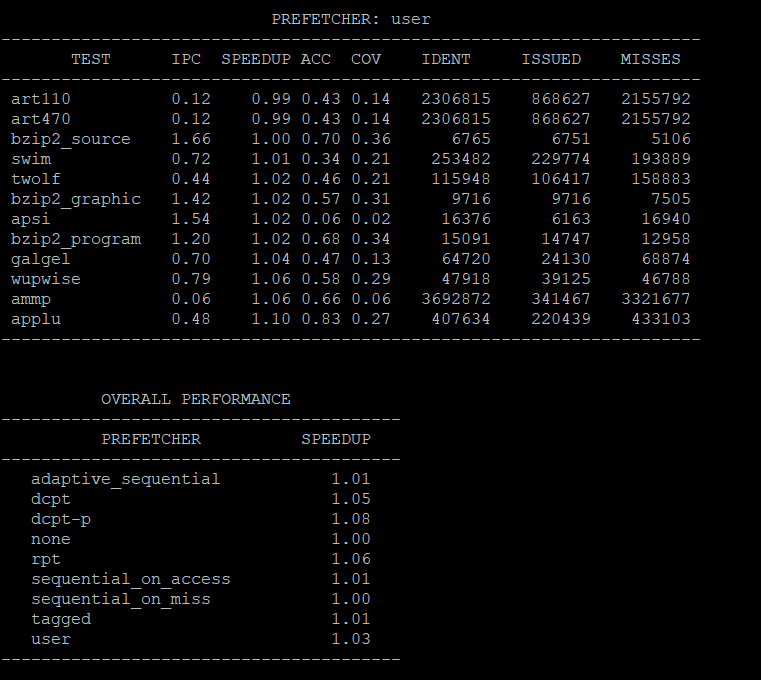 PREFETCHER: user
TEST IPC SPEEDUP ACC COV IDENT ISSUED MISSES
art110 0.12 0.99 0.43 0.14 2306815 868627 2155792
art470 0.12 0.99 0.43 0.14 2306815 868627 2155792
bzip2_source 1.66 1.00 0.70 0.36 6765 6751 5106
swim 0.72 1.01 0.34 0.21 253482 229774 193889
twolf 0.44 1.02 0.46 0.21 115948 106417 158883
bzip2_graphic 1.42 1.02 0.57 0.31 9716 9716 7505
apsi 1.54 1.02 0.06 0.02 16376 6163 16940
bzip2_program 1.20 1.02 0.68 0.34 15091 14747 12958
galgel 0.70 1.04 0.47 0.13 64720 24130 68874
wupwise 0.79 1.06 0.58 0.29 47918 39125 46788
ammp 0.06 1.06 0.66 0.06 3692872 341467 3321677
applu 0.48 1.10 0.83 0.27 407634 220439 433103
OVERALL PERFORMANCE
PREFETCHER SPEEDUP
adaptive_sequential 1.01
dcpt 1.05
dcpt-p 1.08
none 1.00
rpt 1.06
sequential_on_access 1.01
sequential_on_miss 1.00
tagged 1.01
user 1.03